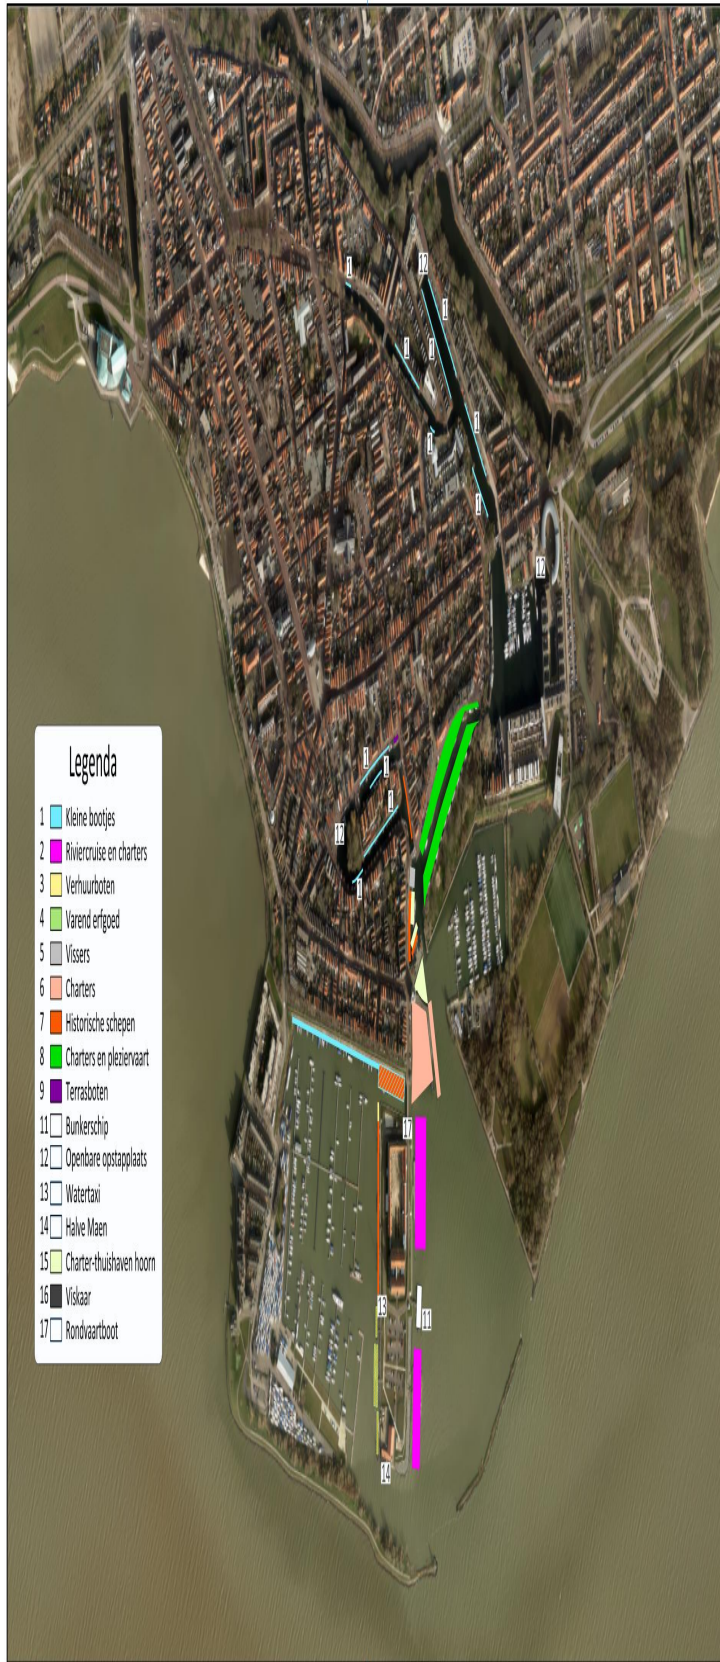 1
12
1
1
1
1
1
1
12
1
1
1
12
1
Legenda
1 Kleine bootjes
2 Riviercruise en charters
3 Verhuurboten
4 Varend erfgoed
5 Vissers
6 Charters
7 Historische schepen
8 Charters en pleziervaart
9 Terrasboten
11 Bunkerschip
12 Openbare opstapplaats
13 Watertaxi
14 Halve Maen
15 Charter-thuishaven hoorn
16 Viskaar
17 Rondvaartboot
17
13
11
14